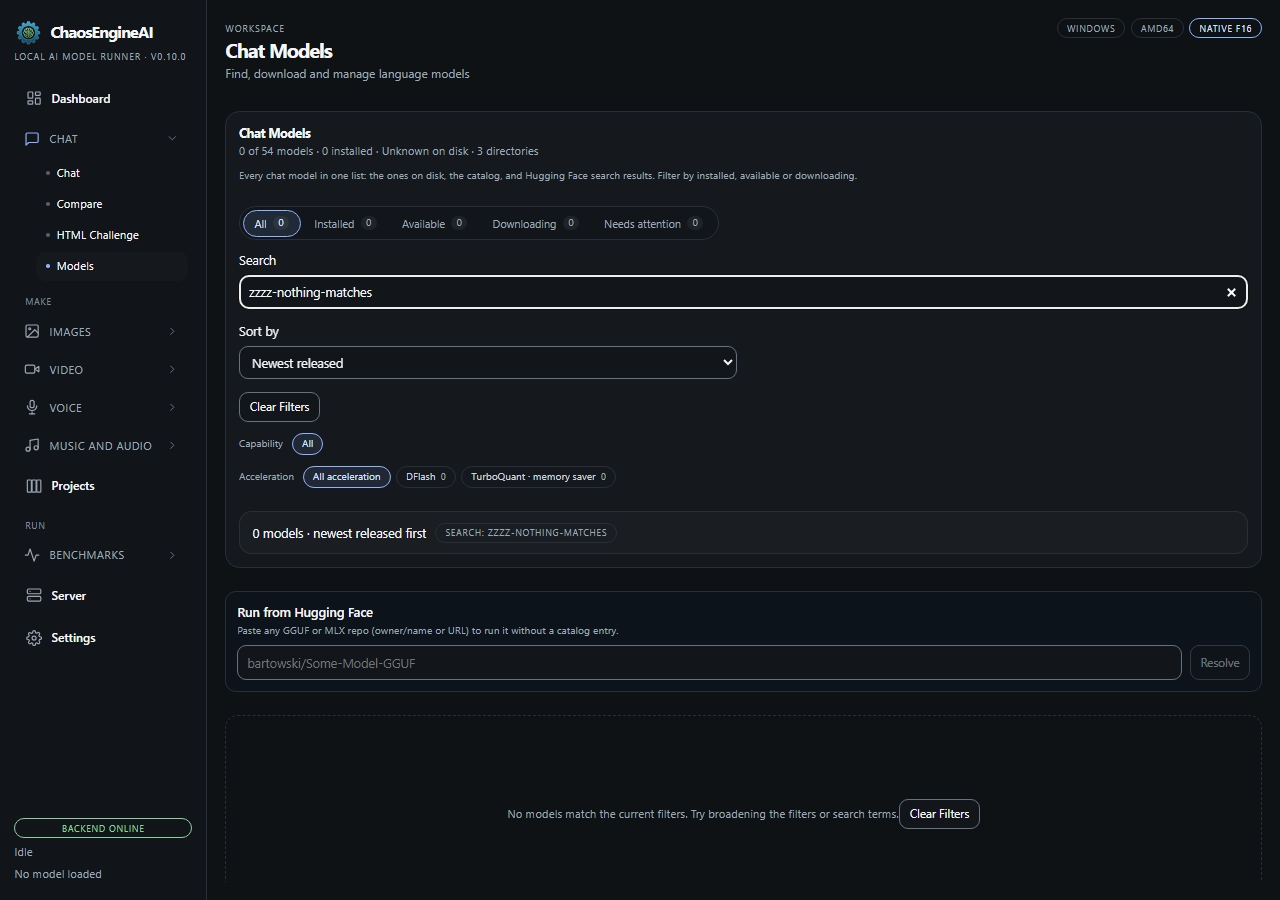 ChaosEngineAI
LOCAL AI MODEL RUNNER · V0.10.0
Dashboard
CHAT
Chat
Compare
HTML Challenge
Models
MAKE
IMAGES
VIDEO
VOICE
MUSIC AND AUDIO
Projects
RUN
BENCHMARKS
Server
Settings
BACKEND ONLINE
Idle
No model loaded
WORKSPACE
Chat Models
Find, download and manage language models
WINDOWS AMD64 NATIVE F16
Chat Models
0 of 54 models · 0 installed · Unknown on disk · 3 directories
Every chat model in one list: the ones on disk, the catalog, and Hugging Face search results. Filter by installed, available or downloading.
All 0 Installed 0 Available 0 Downloading 0 Needs attention 0
Search
zzzz-nothing-matches
Sort by
Newest released
Clear Filters
Capability All
Acceleration All acceleration DFlash 0 TurboQuant · memory saver 0
0 models · newest released first SEARCH: ZZZZ-NOTHING-MATCHES
Run from Hugging Face
Paste any GGUF or MLX repo (owner/name or URL) to run it without a catalog entry.
bartowski/Some-Model-GGUF Resolve
No models match the current filters. Try broadening the filters or search terms. Clear Filters